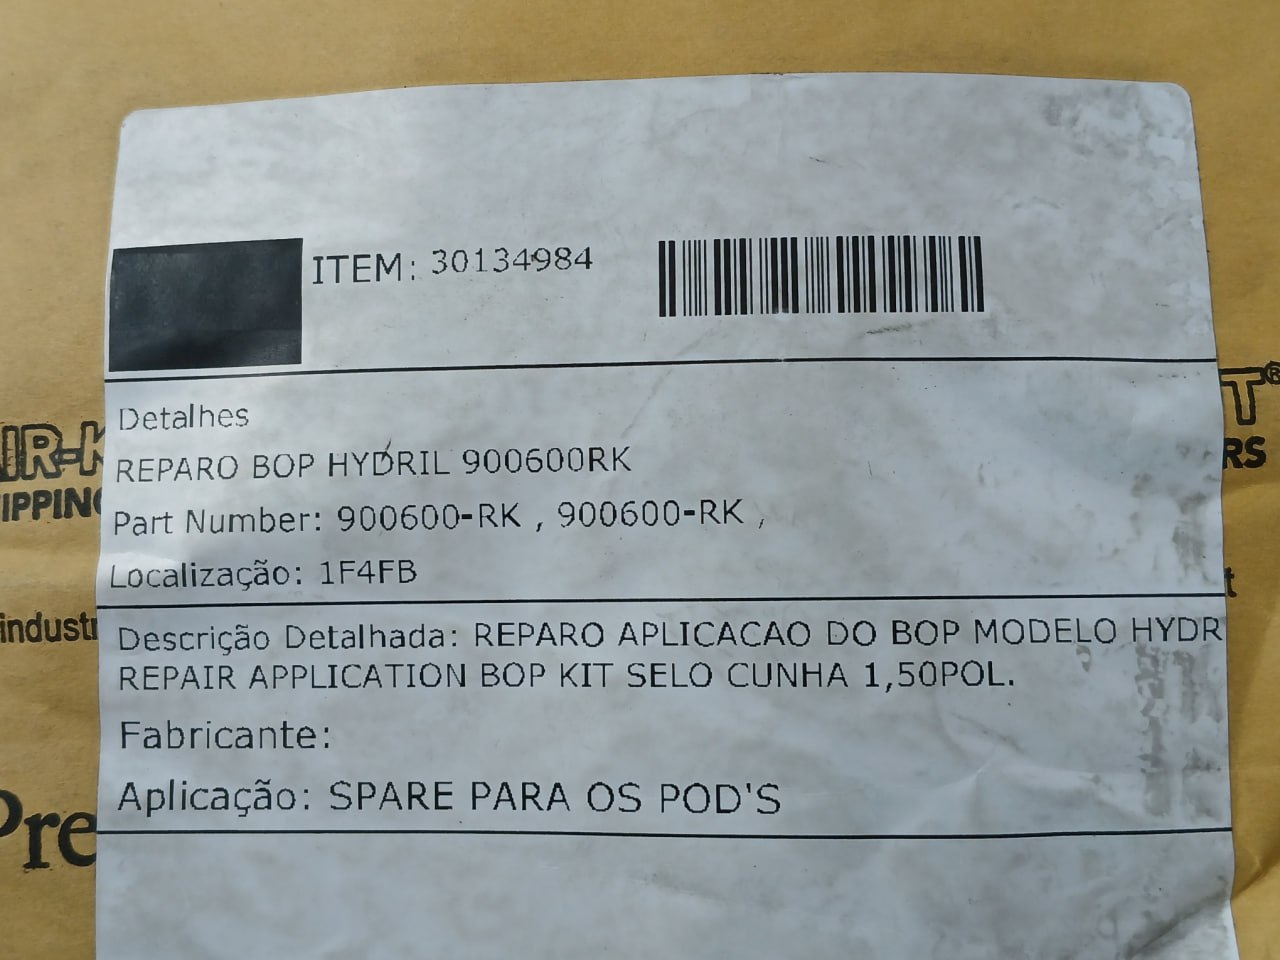 ITEM: 30134984
Detalhes
REPARO BOP HYDRIL 900600RK
Part Number: 900600-RK , 900600-RK ,
Localização: 1F4FB
Descrição Detalhada: REPARO APLICACAO DO BOP MODELO HYDR
REPAIR APPLICATION BOP KIT SELO CUNHA 1,50POL.
Fabricante:
Aplicação: SPARE PARA OS POD'S